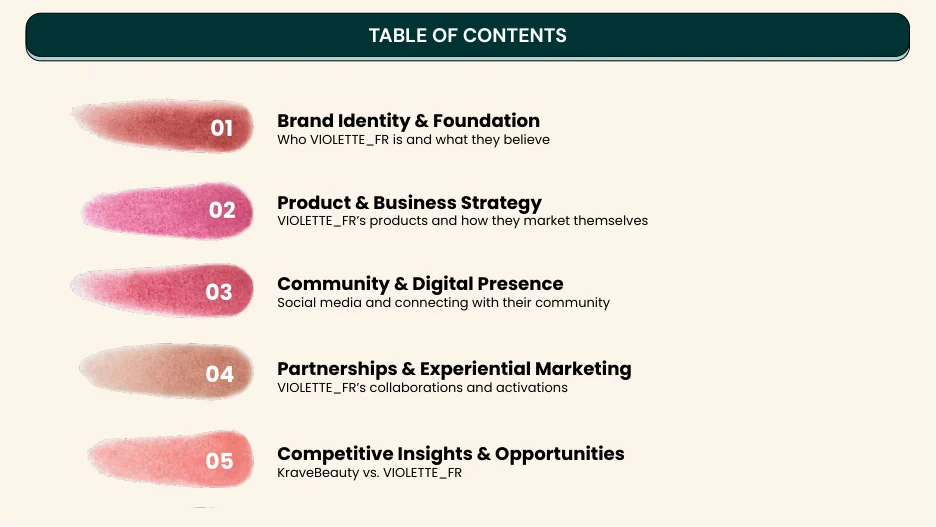 TABLE OF CONTENTS
01
Brand Identity & Foundation
Who VIOLETTE_FR is and what they believe
02
Product & Business Strategy
VIOLETTE_FR's products and how they market themselves
03
Community & Digital Presence
Social media and connecting with their community
04
Partnerships & Experiential Marketing
VIOLETTE_FR's collaborations and activations
05
Competitive Insights & Opportunities
KraveBeauty vs. VIOLETTE_FR